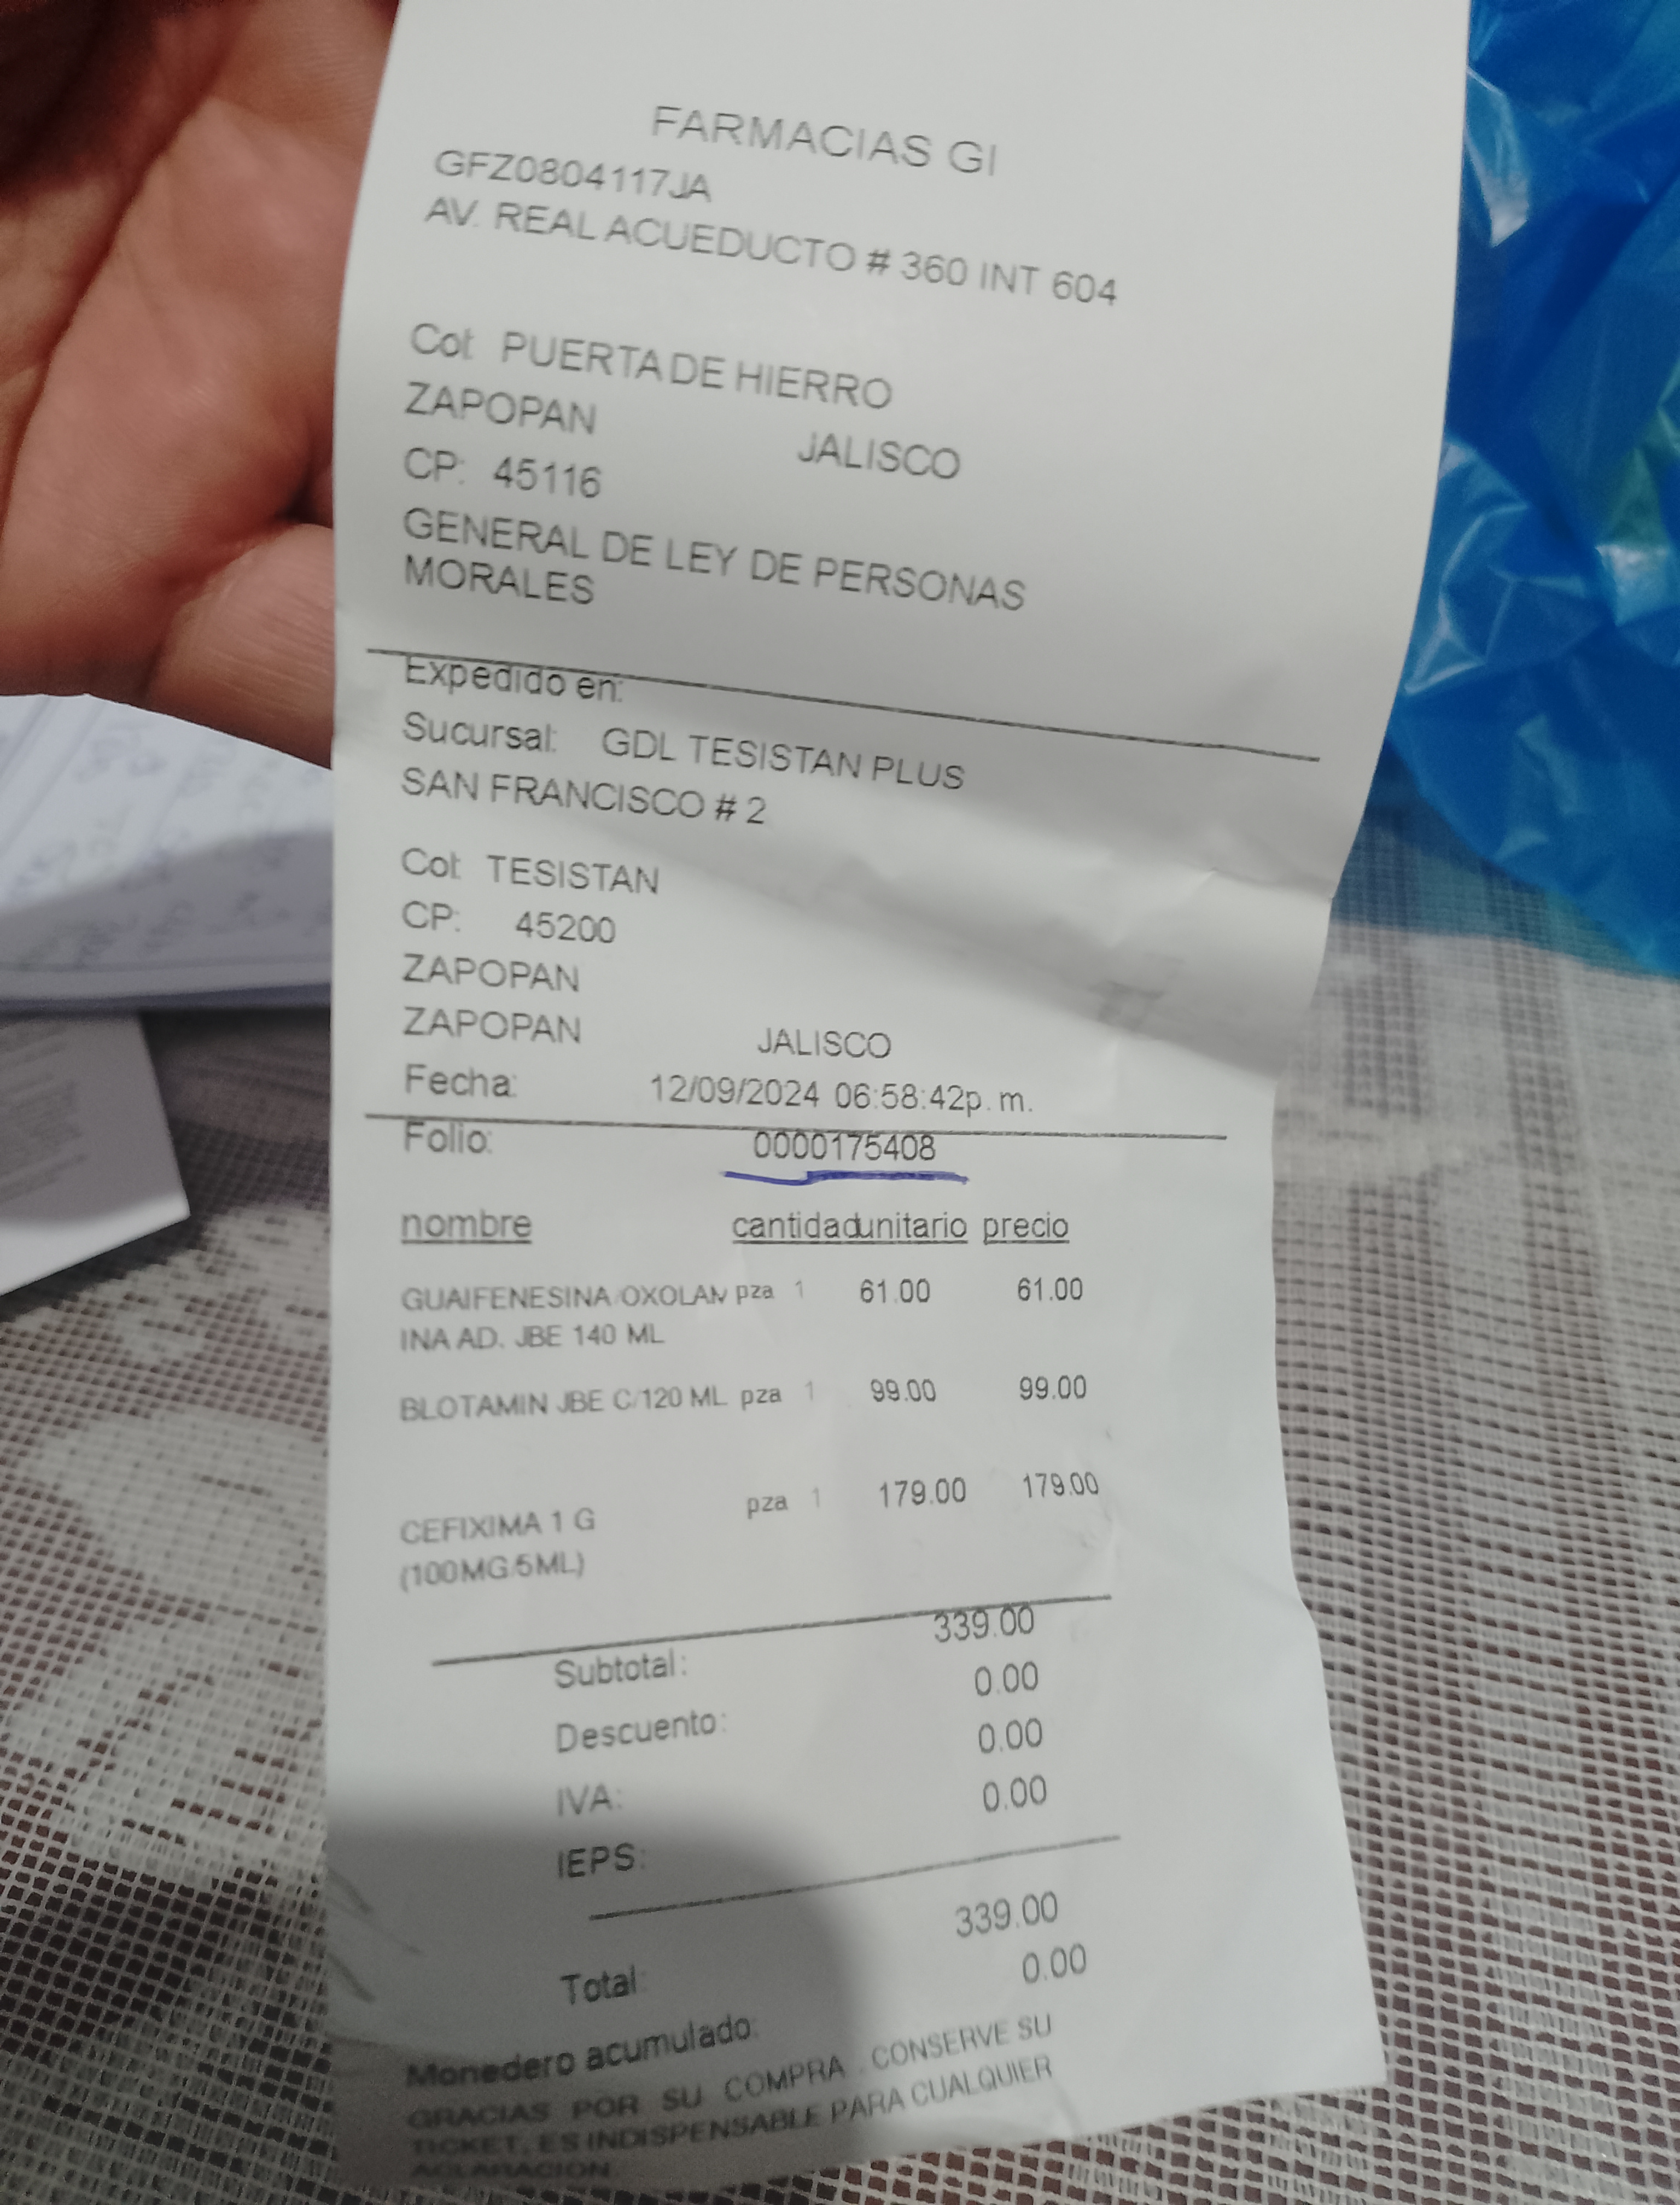 FARMACIAS GI
GFZ0804117JA
AV. REAL ACUEDUCTO # 360 INT 604
Col: PUERTA DE HIERRO
ZAPOPAN JALISCO
CP: 45116
GENERAL DE LEY DE PERSONAS
MORALES
Expedido en:
Sucursal: GDL TESISTAN PLUS
SAN FRANCISCO # 2
Col: TESISTAN
CP: 45200
ZAPOPAN
ZAPOPAN JALISCO
Fecha: 12/09/2024 06:58:42p. m.
Folio: 0000175408
nombre cantidad unitario precio
GUAIFENESINA/OXOLAM pza 1 61.00 61.00
INA AD. JBE 140 ML
BLOTAMIN JBE C/120 ML pza 1 99.00 99.00
CEFIXIMA 1 G pza 1 179.00 179.00
(100MG/5ML)
Subtotal: 339.00
Descuento: 0.00
IVA: 0.00
IEPS: 0.00
Total: 339.00
Monedero acumulado: 0.00
GRACIAS POR SU COMPRA . CONSERVE SU
TICKET, ES INDISPENSABLE PARA CUALQUIER
ACLARACION.